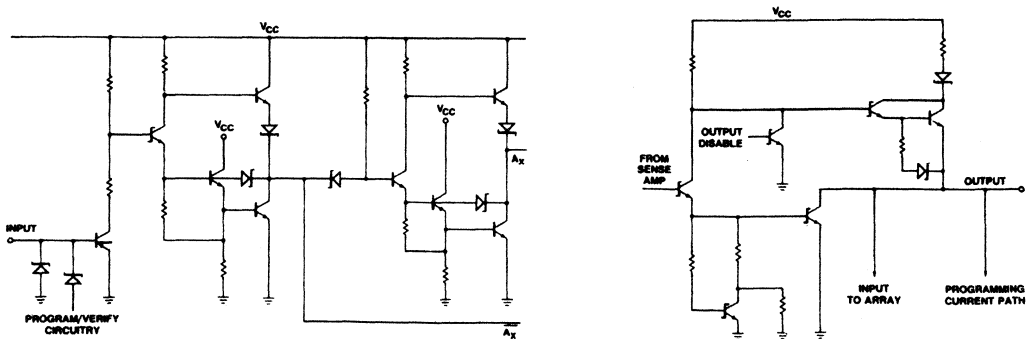 VCC
VCC
VCC
AX
INPUT
PROGRAM/VERIFY
CIRCUITRY
AX
VCC
OUTPUT
DISABLE
FROM
SENSE
AMP
OUTPUT
INPUT
TO ARRAY
PROGRAMMING
CURRENT PATH